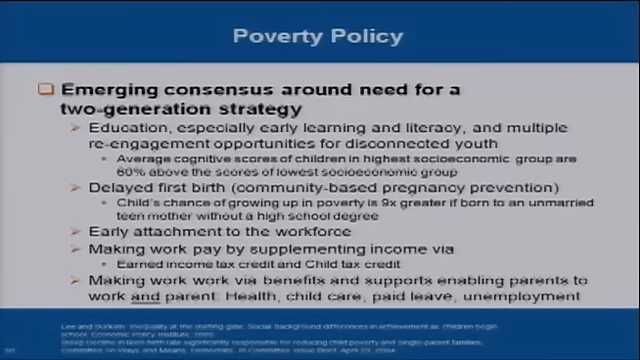 Poverty Policy
Emerging consensus around need for a
two-generation strategy
Education, especially early learning and literacy, and multiple
re-engagement opportunities for disconnected youth
Average cognitive scores of children in highest socioeconomic group are
60% above the scores of lowest socioeconomic group
Delayed first birth (community-based pregnancy prevention)
Child's chance of growing up in poverty is 9x greater if born to an unmarried
teen mother without a high school degree
Early attachment to the workforce
Making work pay by supplementing income via
Earned income tax credit and Child tax credit
Making work work via benefits and supports enabling parents to
work and parent: Health, child care, paid leave, unemployment
Lee and Burkam. Inequality at the starting gate: Social background differences in achievement as children begin
school. Economic Policy Institute, 2002
Steep decline in teen birth rate significantly responsible for reducing child poverty and single-parent families,
Committee on Ways and Means, Democrats. In Committee Issue Brief, April 23, 2004